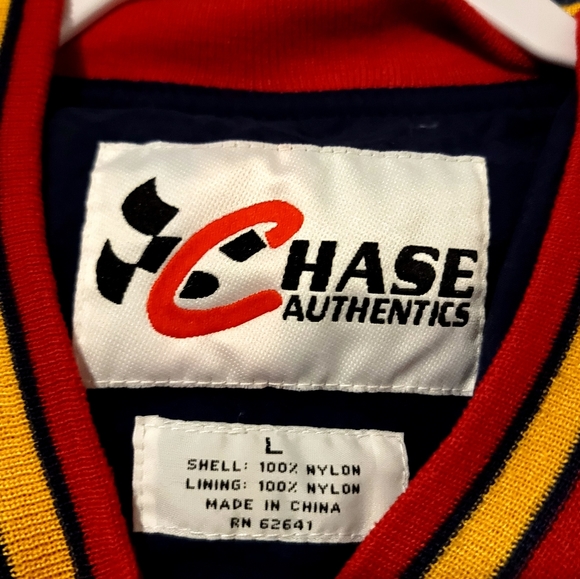 CHASE
AUTHENTICS
L
SHELL: 100% NYLON
LINING: 100% NYLON
MADE IN CHINA
RN 62641